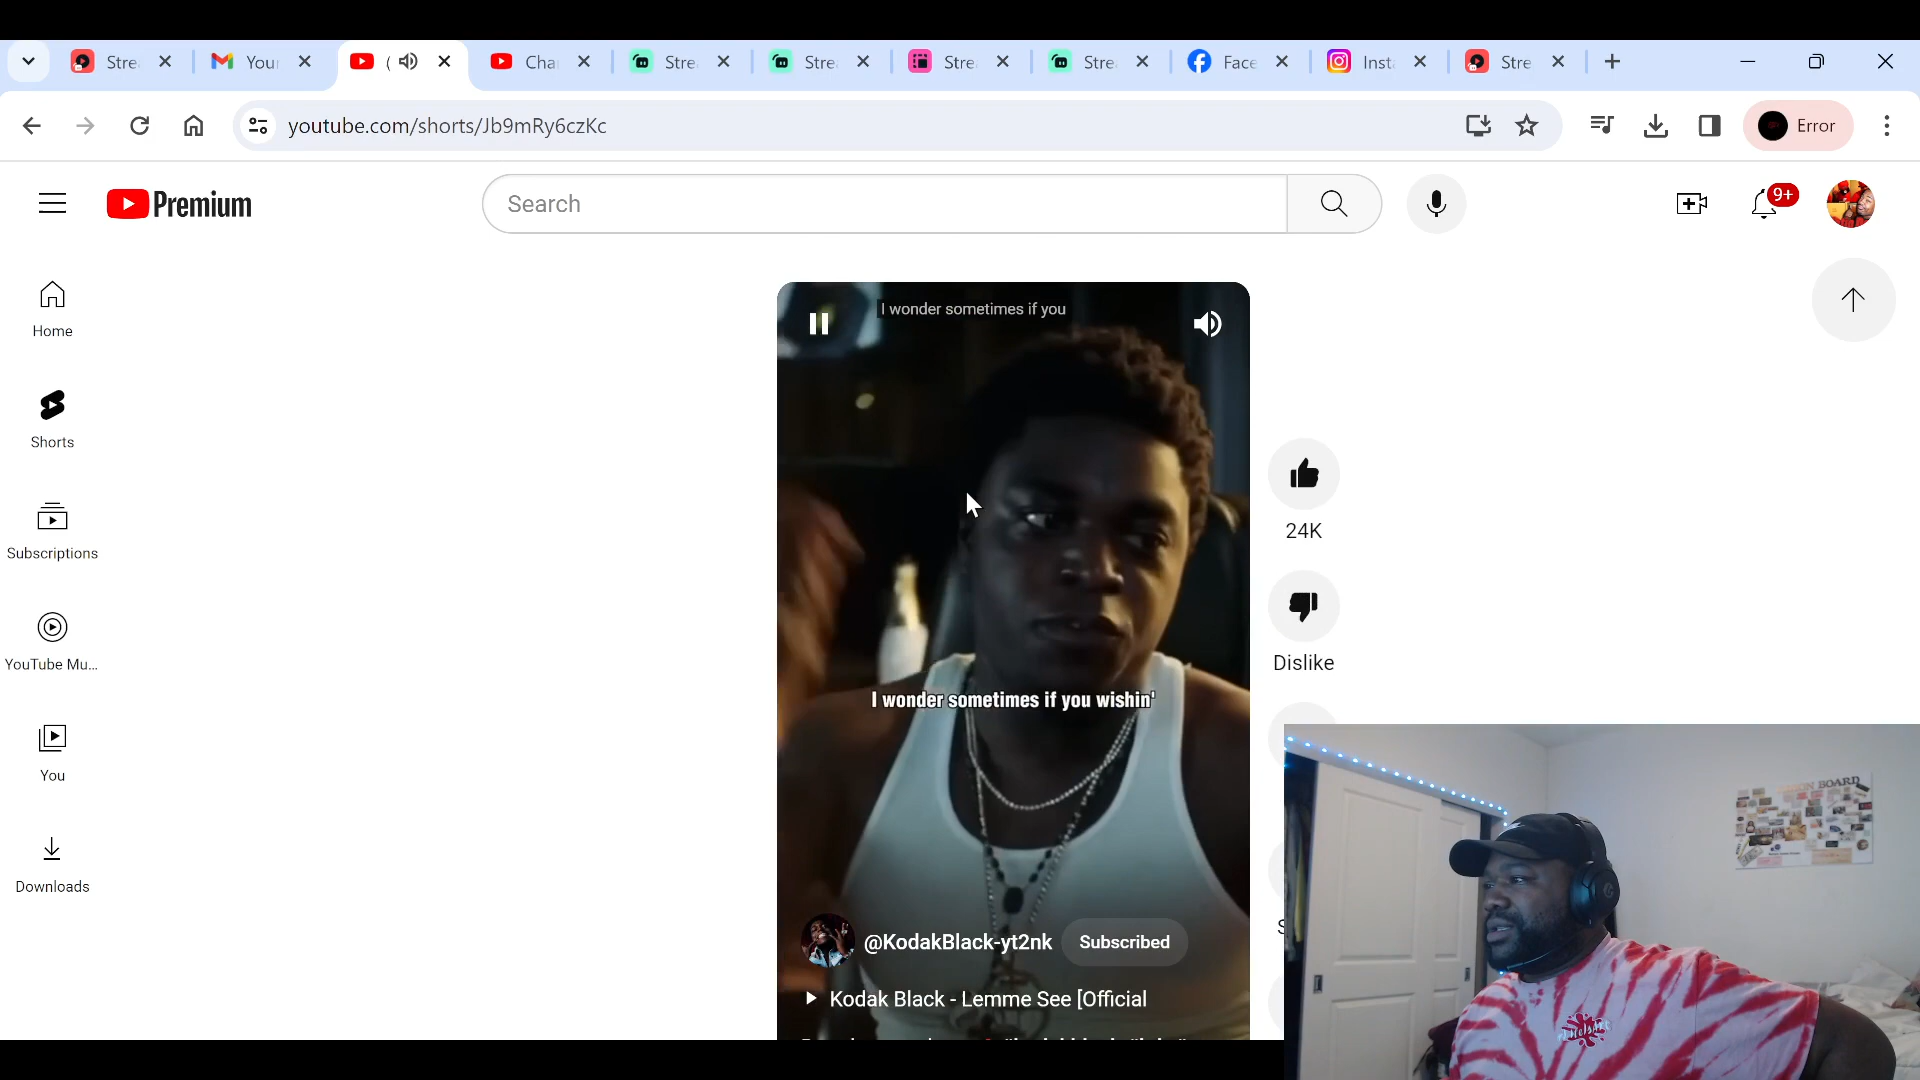 Stre
Your
(
Cha
Stre
Stre
Stre
Stre
Face
Inst
Stre
youtube.com/shorts/Jb9mRy6czKc
Error
Premium
Search
9+
Home
Shorts
Subscriptions
YouTube Mu...
You
Downloads
I wonder sometimes if you
I wonder sometimes if you wishin'
@KodakBlack-yt2nk
Subscribed
Kodak Black - Lemme See [Official
24K
Dislike
BOARD